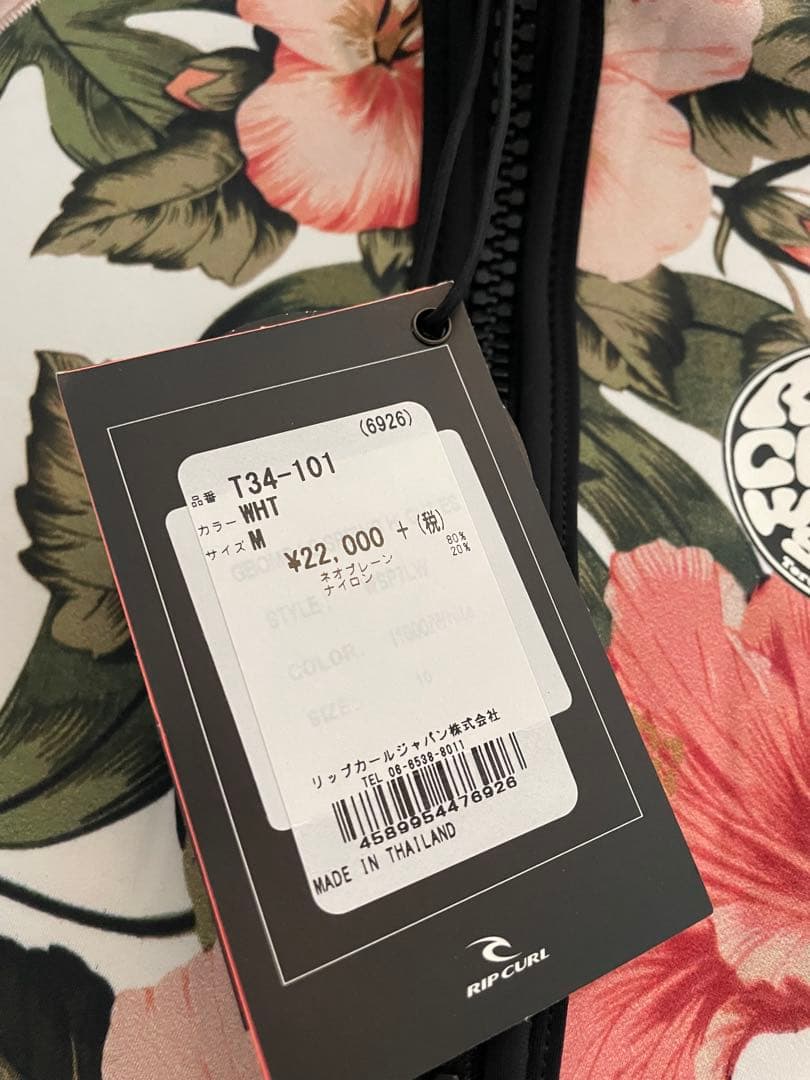 (6926)
品番 T34-101
カラー WHT
サイズ M
¥22,000 + (税)
ネオプレーン 80%
ナイロン 20%
STYLE:
COLOR:
SIZE: 10
リップカールジャパン株式会社
TEL 06-8538-8011
4589954476926
MADE IN THAILAND
RIP CURL